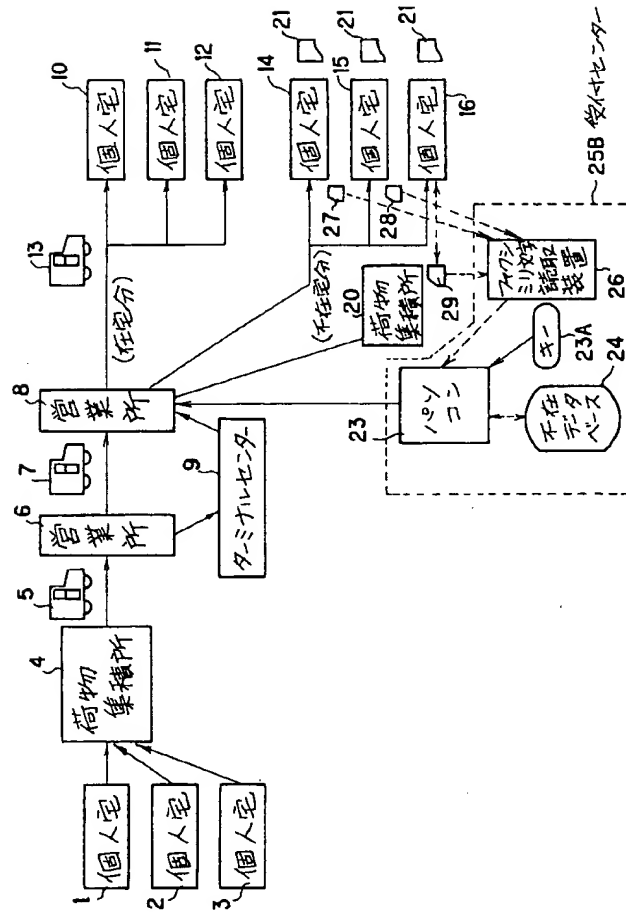 1
個人宅
2
個人宅
3
個人宅
4
荷物
集積所
5
6
営業所
7
8
営業所
9
ターミナルセンター
13
(在宅分)
10
個人宅
11
個人宅
12
個人宅
(不在宅分)
14
個人宅
21
15
個人宅
21
16
個人宅
21
20
荷物
集積所
27
28
29
23
パソ
コン
キー
23A
24
不在
データ
ベース
ファクシ
ミリ文字
読取
装置
26
25B 受付センター